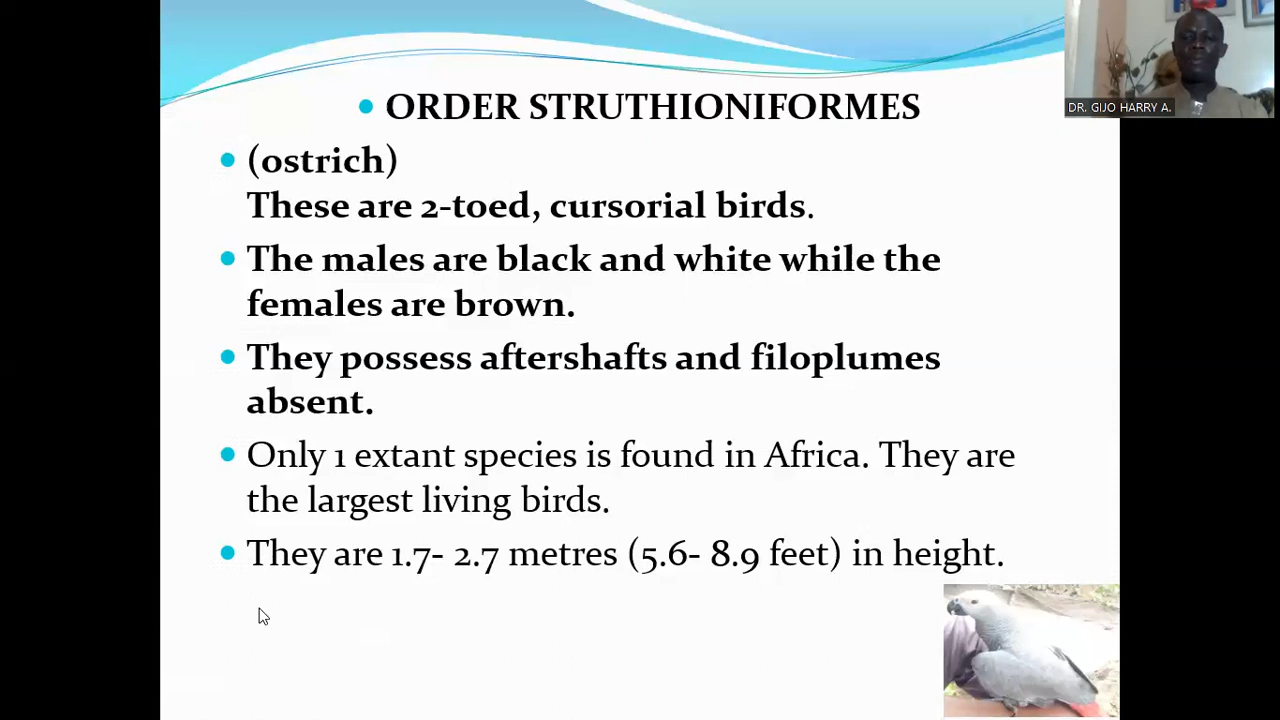 ORDER STRUTHIONIFORMES
(ostrich)
These are 2-toed, cursorial birds.
The males are black and white while the
females are brown.
They possess aftershafts and filoplumes
absent.
Only 1 extant species is found in Africa. They are
the largest living birds.
They are 1.7- 2.7 metres (5.6- 8.9 feet) in height.
DR. GIJO HARRY A.